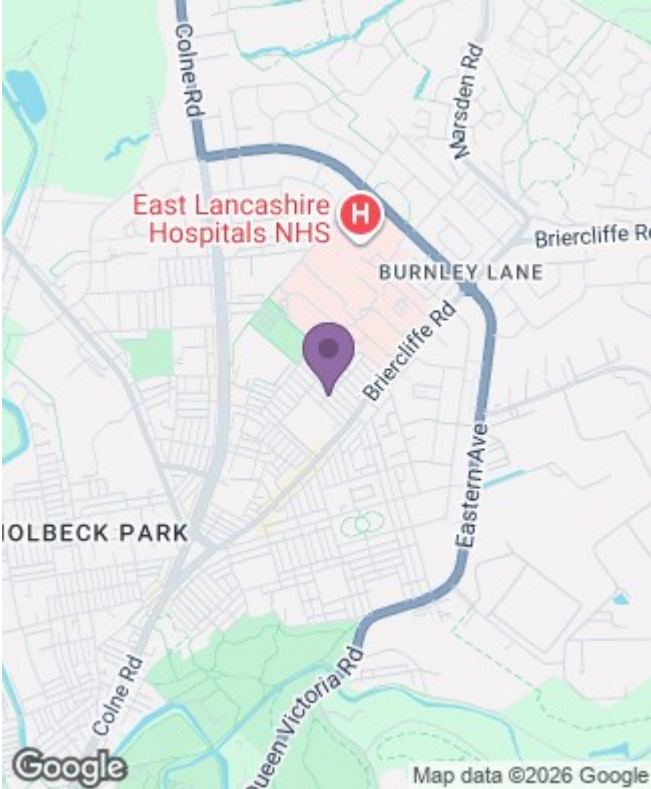 Colne Rd
Marsden Rd
East Lancashire
Hospitals NHS
H
Briercliffe Rd
BURNLEY LANE
Briercliffe Rd
Eastern Ave
HOLBECK PARK
Colne Rd
Queen Victoria Rd
Google
Map data ©2026 Google